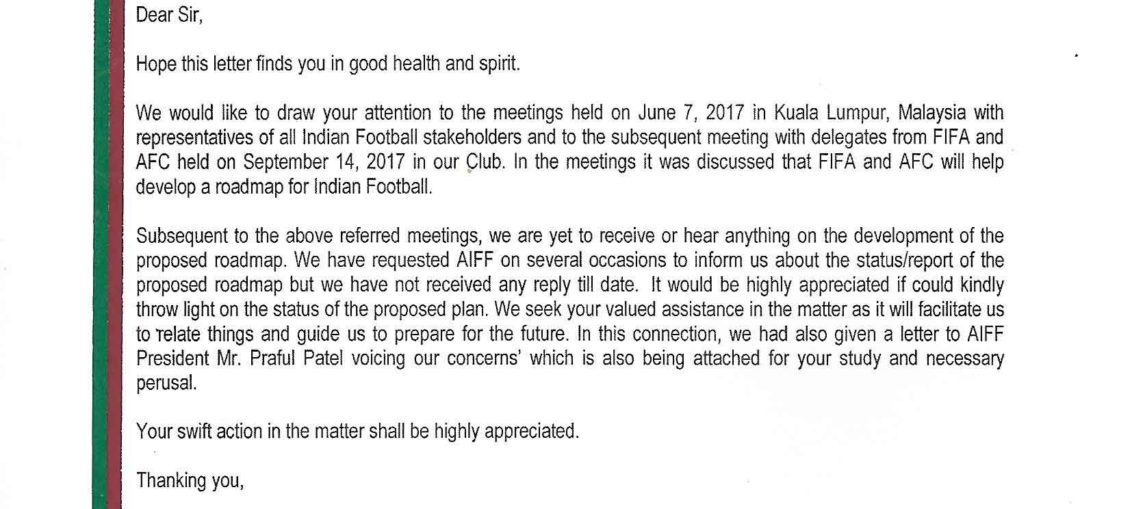 Dear Sir,
Hope this letter finds you in good health and spirit.
We would like to draw your attention to the meetings held on June 7, 2017 in Kuala Lumpur, Malaysia with
representatives of all Indian Football stakeholders and to the subsequent meeting with delegates from FIFA and
AFC held on September 14, 2017 in our Club. In the meetings it was discussed that FIFA and AFC will help
develop a roadmap for Indian Football.
Subsequent to the above referred meetings, we are yet to receive or hear anything on the development of the
proposed roadmap. We have requested AIFF on several occasions to inform us about the status/report of the
proposed roadmap but we have not received any reply till date. It would be highly appreciated if could kindly
throw light on the status of the proposed plan. We seek your valued assistance in the matter as it will facilitate us
to relate things and guide us to prepare for the future. In this connection, we had also given a letter to AIFF
President Mr. Praful Patel voicing our concerns' which is also being attached for your study and necessary
perusal.
Your swift action in the matter shall be highly appreciated.
Thanking you,